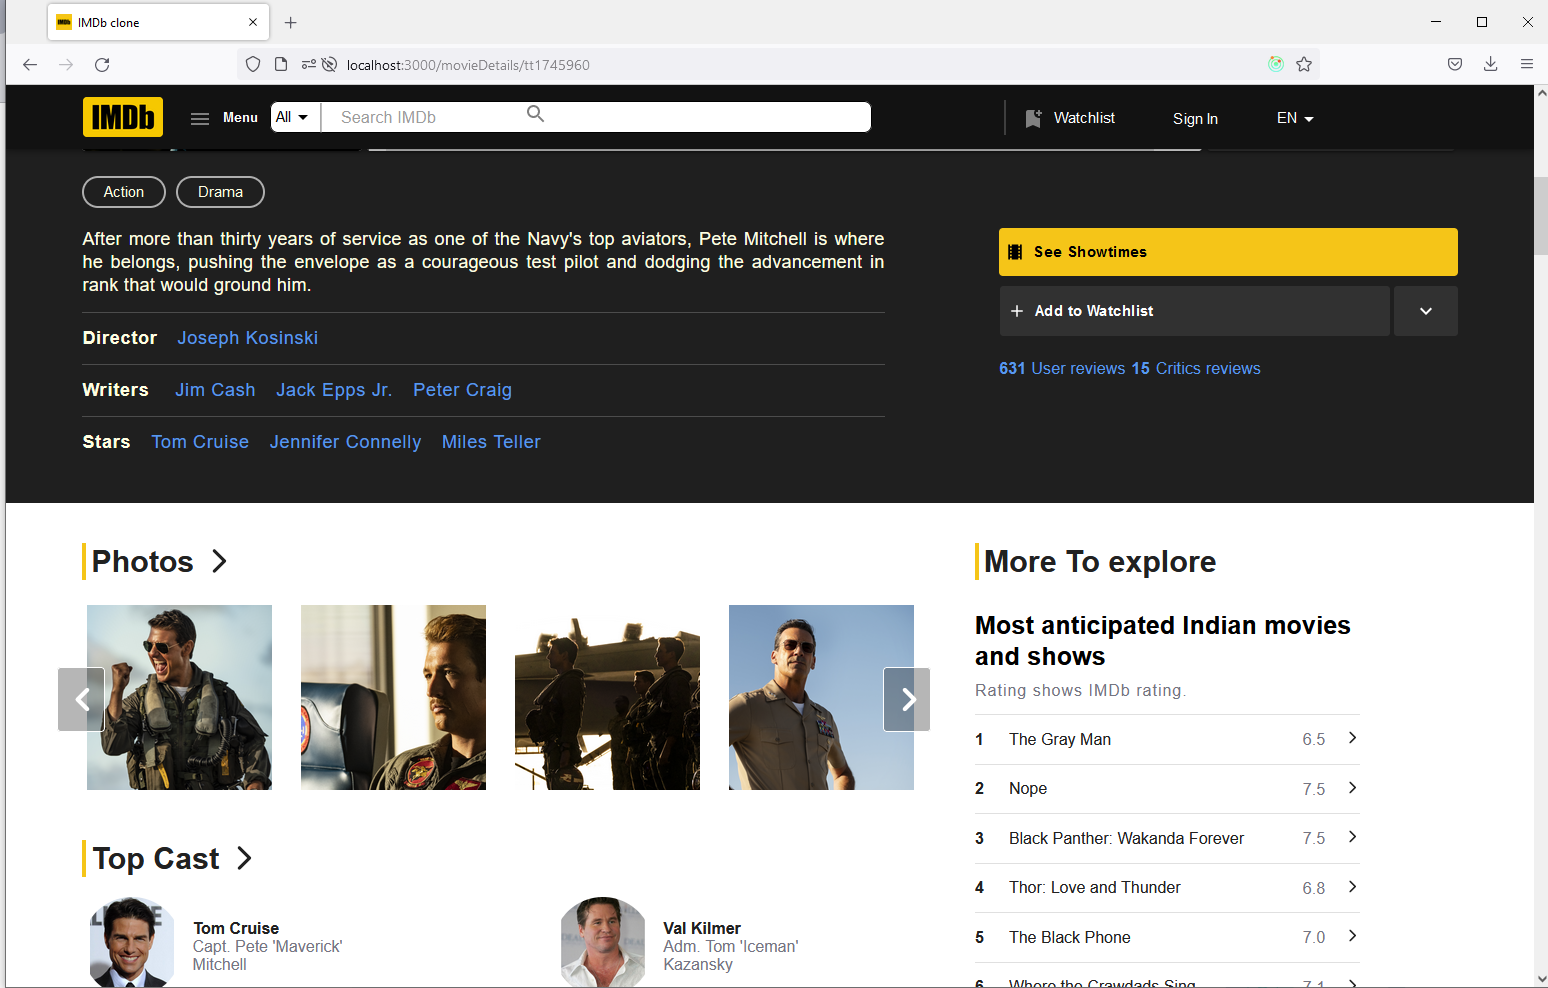 IMDb clone
localhost:3000/movieDetails/tt1745960
IMDb
Menu
All
Search IMDb
Watchlist
Sign In
EN
Action
Drama
After more than thirty years of service as one of the Navy's top aviators, Pete Mitchell is where
he belongs, pushing the envelope as a courageous test pilot and dodging the advancement in
rank that would ground him.
Director Joseph Kosinski
Writers Jim Cash Jack Epps Jr. Peter Craig
Stars Tom Cruise Jennifer Connelly Miles Teller
See Showtimes
Add to Watchlist
631 User reviews 15 Critics reviews
Photos
Top Cast
Tom Cruise
Capt. Pete 'Maverick'
Mitchell
Val Kilmer
Adm. Tom 'Iceman'
Kazansky
More To explore
Most anticipated Indian movies
and shows
Rating shows IMDb rating.
1 The Gray Man 6.5
2 Nope 7.5
3 Black Panther: Wakanda Forever 7.5
4 Thor: Love and Thunder 6.8
5 The Black Phone 7.0
6 Where the Crawdads Sing 7.1